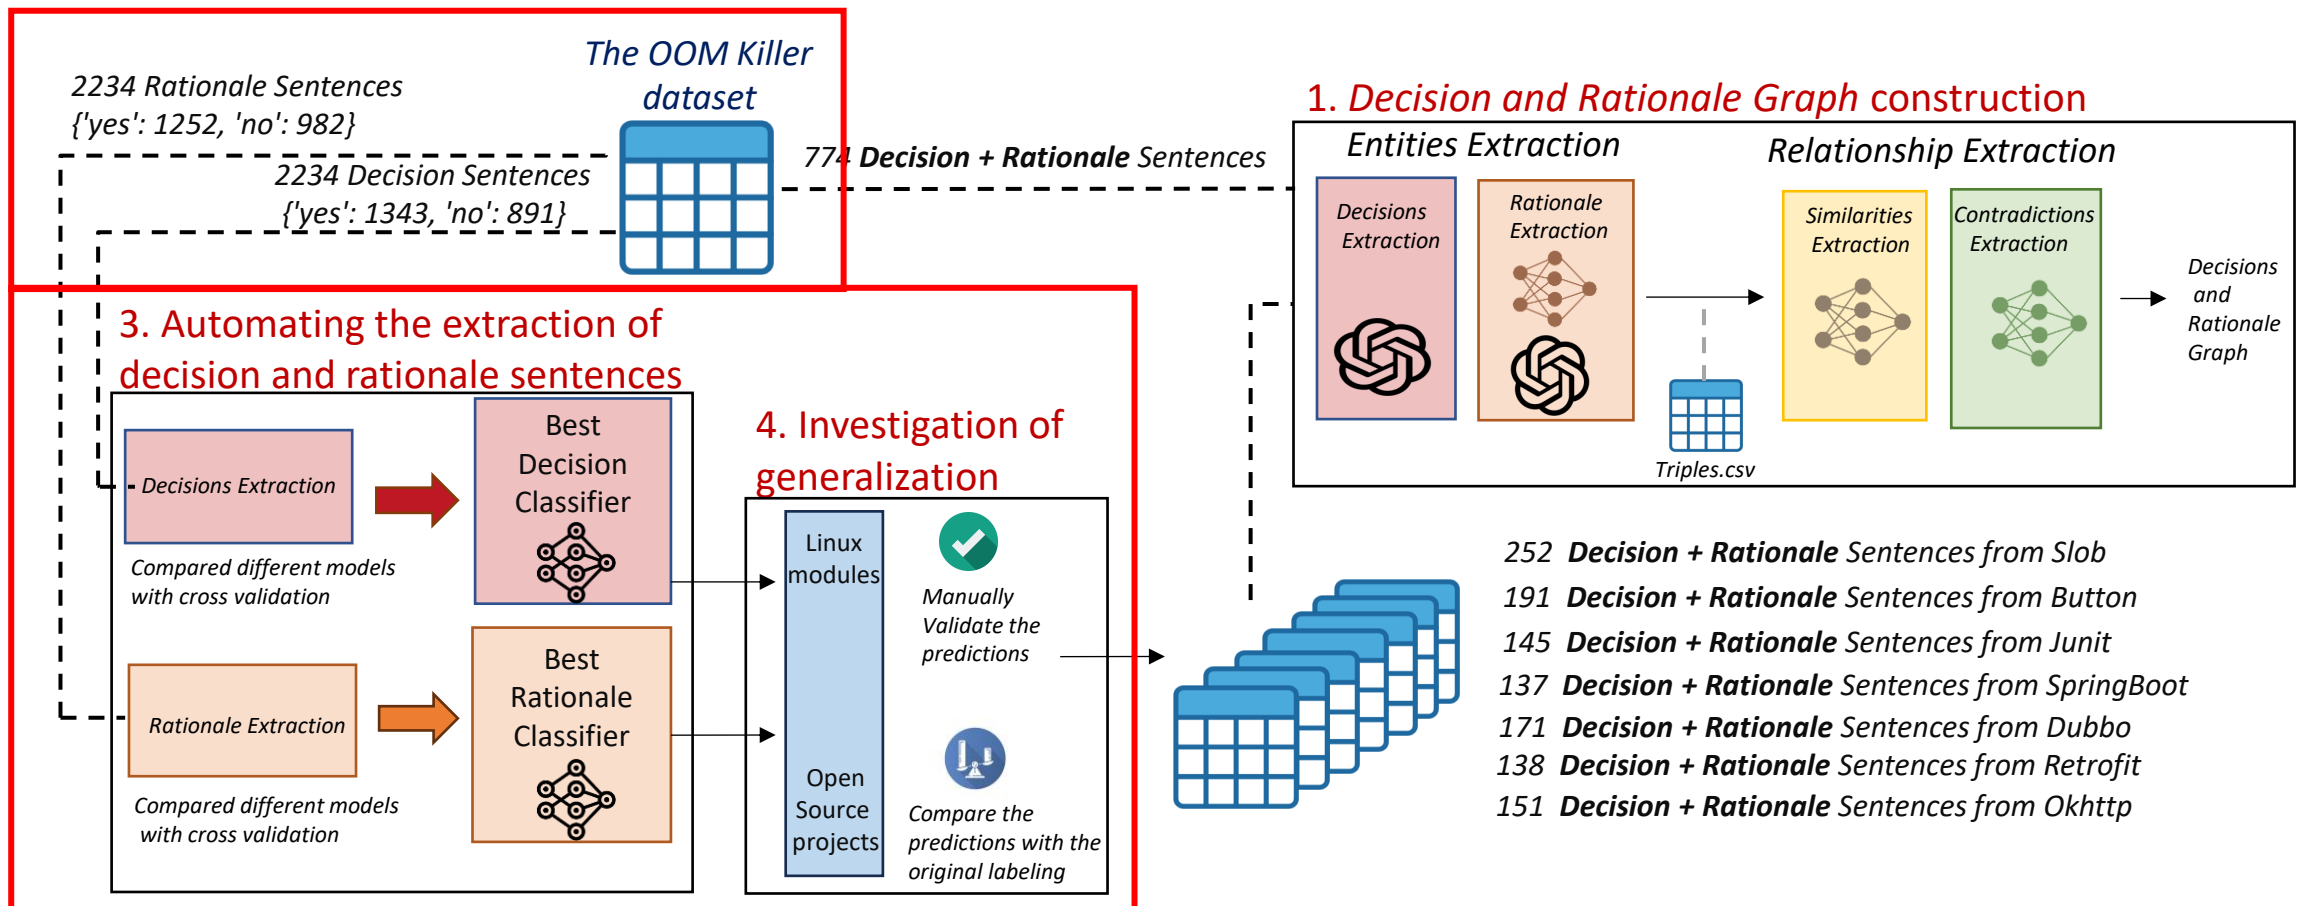 The OOM Killer
dataset
2234 Rationale Sentences
{'yes': 1252, 'no': 982}
2234 Decision Sentences
{'yes': 1343, 'no': 891}
774 Decision + Rationale Sentences
1. Decision and Rationale Graph construction
Entities Extraction
Relationship Extraction
Decisions
Extraction
Rationale
Extraction
Similarities
Extraction
Contradictions
Extraction
Decisions
and
Rationale
Graph
Triples.csv
3. Automating the extraction of
decision and rationale sentences
Decisions Extraction
Compared different models
with cross validation
Best
Decision
Classifier
Rationale Extraction
Compared different models
with cross validation
Best
Rationale
Classifier
4. Investigation of
generalization
Linux
modules
Open
Source
projects
Manually
Validate the
predictions
Compare the
predictions with the
original labeling
252 Decision + Rationale Sentences from Slob
191 Decision + Rationale Sentences from Button
145 Decision + Rationale Sentences from Junit
137 Decision + Rationale Sentences from SpringBoot
171 Decision + Rationale Sentences from Dubbo
138 Decision + Rationale Sentences from Retrofit
151 Decision + Rationale Sentences from Okhttp